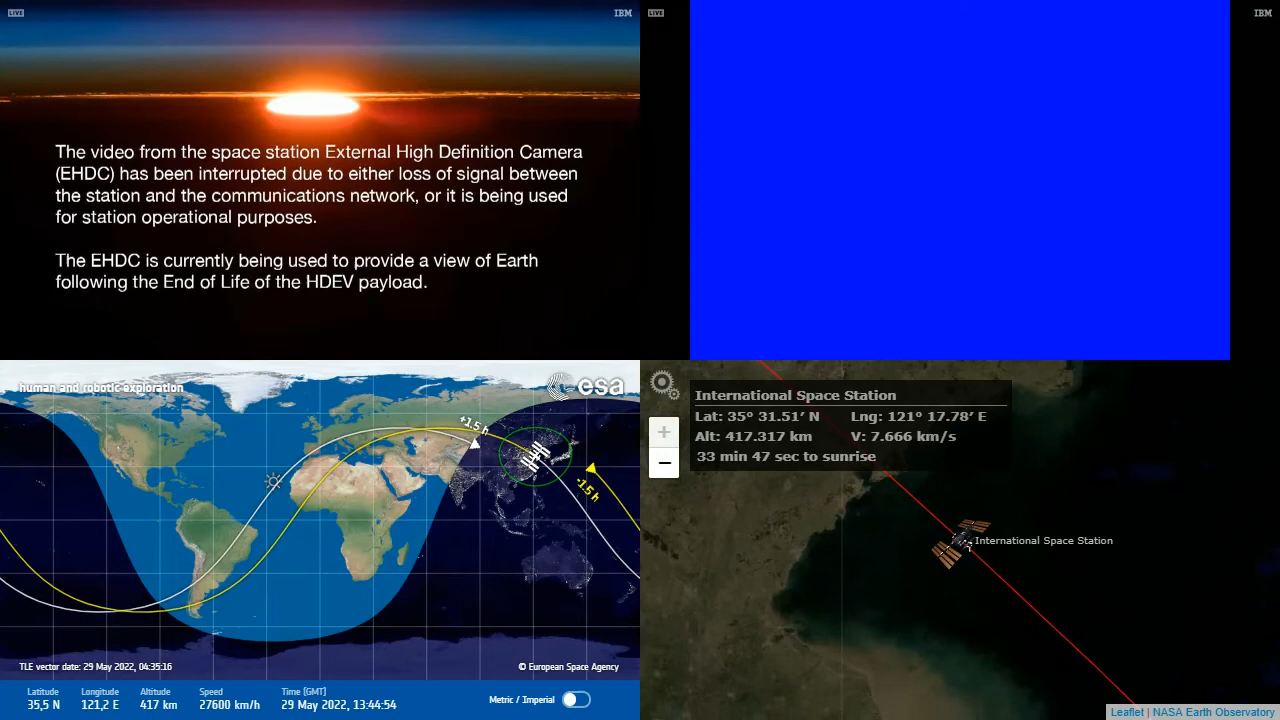 LIVE
IBM
The video from the space station External High Definition Camera
(EHDC) has been interrupted due to either loss of signal between
the station and the communications network, or it is being used
for station operational purposes.
The EHDC is currently being used to provide a view of Earth
following the End of Life of the HDEV payload.
LIVE
IBM
human and robotic exploration
esa
+1.5 h
-1.5 h
TLE vector date: 29 May 2022, 04:35:16
© European Space Agency
Latitude
35,5 N
Longitude
121,2 E
Altitude
417 km
Speed
27600 km/h
Time (GMT)
29 May 2022, 13:44:54
Metric / Imperial
+
−
International Space Station
Lat: 35° 31.51′ N
Lng: 121° 17.78′ E
Alt: 417.317 km
V: 7.666 km/s
33 min 47 sec to sunrise
International Space Station
Leaflet | NASA Earth Observatory